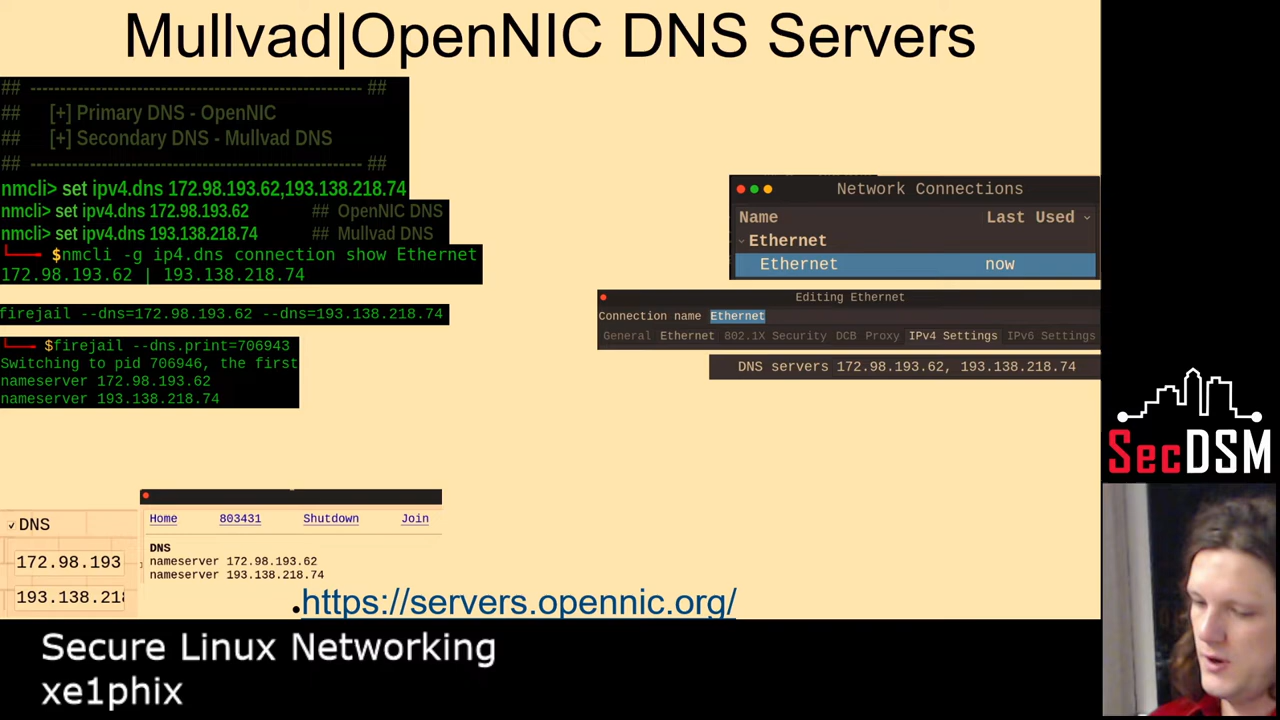 Mullvad|OpenNIC DNS Servers
## ------------------------------------------------- ##
## [+] Primary DNS - OpenNIC
## [+] Secondary DNS - Mullvad DNS
## ------------------------------------------------- ##
nmcli> set ipv4.dns 172.98.193.62,193.138.218.74
nmcli> set ipv4.dns 172.98.193.62 ## OpenNIC DNS
nmcli> set ipv4.dns 193.138.218.74 ## Mullvad DNS
$nmcli -g ip4.dns connection show Ethernet
172.98.193.62 | 193.138.218.74
firejail --dns=172.98.193.62 --dns=193.138.218.74
$firejail --dns.print=706943
Switching to pid 706946, the first
nameserver 172.98.193.62
nameserver 193.138.218.74
Network Connections
Name Last Used
Ethernet
Ethernet now
Editing Ethernet
Connection name Ethernet
General Ethernet 802.1X Security DCB Proxy IPv4 Settings IPv6 Settings
DNS servers 172.98.193.62, 193.138.218.74
DNS
172.98.193
193.138.21
Home 803431 Shutdown Join
DNS
nameserver 172.98.193.62
nameserver 193.138.218.74
•https://servers.opennic.org/
SecDSM
Secure Linux Networking
xe1phix